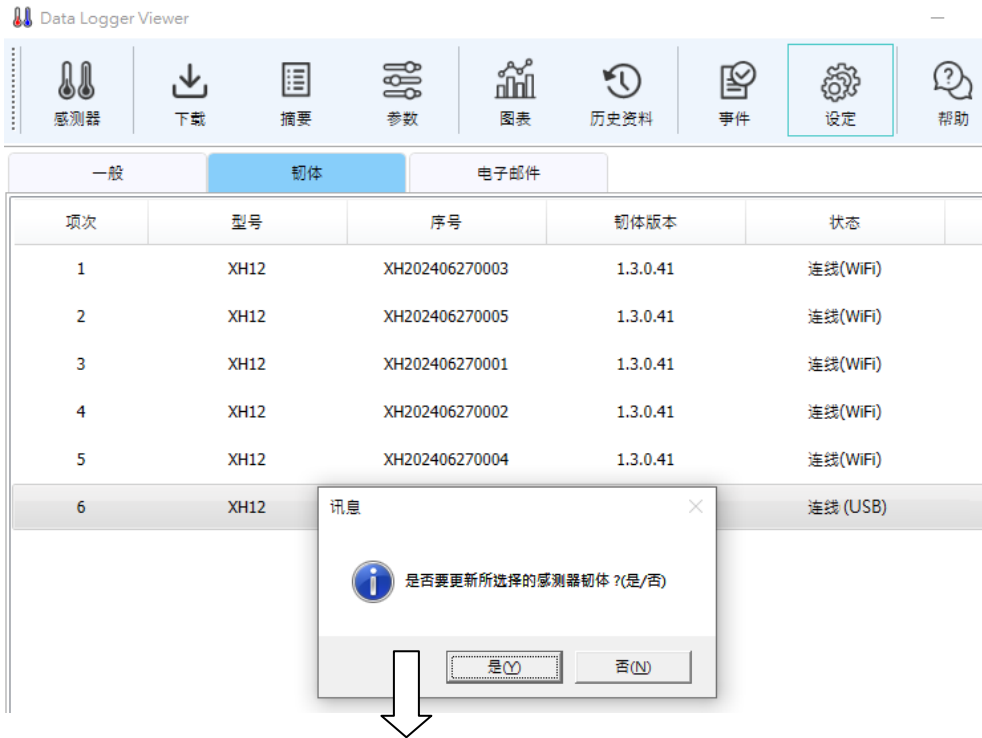 Data Logger Viewer
感测器 下载 摘要 参数 图表 历史资料 事件 设定 帮助
一般 韧体 电子邮件
项次 型号 序号 韧体版本 状态
1 XH12 XH202406270003 1.3.0.41 连线(WiFi)
2 XH12 XH202406270005 1.3.0.41 连线(WiFi)
3 XH12 XH202406270001 1.3.0.41 连线(WiFi)
4 XH12 XH202406270002 1.3.0.41 连线(WiFi)
5 XH12 XH202406270004 1.3.0.41 连线(WiFi)
6 XH12 连线 (USB)
讯息
是否要更新所选择的感测器韧体 ?(是/否)
是(Y) 否(N)